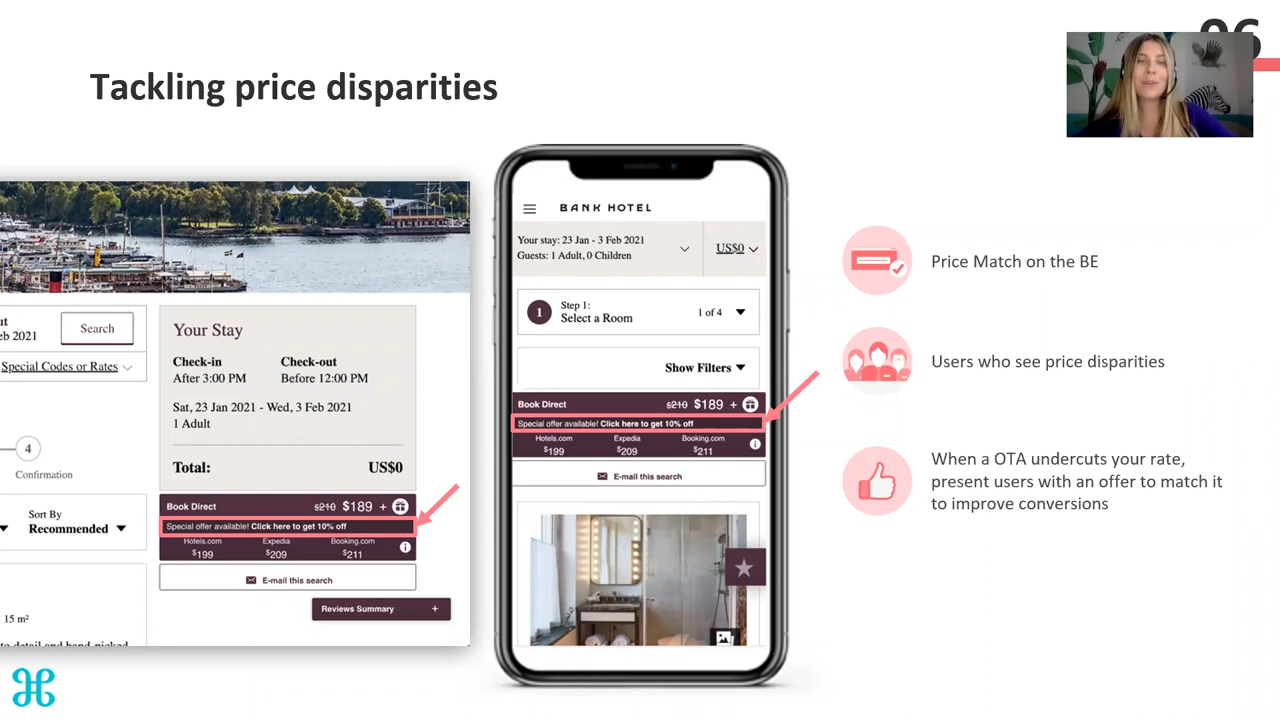 06
Tackling price disparities
2021
Search
Special Codes or Rates
4
Confirmation
Sort By
Recommended
15 m²
Your Stay
Check-in
Check-out
After 3:00 PM
Before 12:00 PM
Sat, 23 Jan 2021 - Wed, 3 Feb 2021
1 Adult
Total:
US$0
Book Direct
$210 $189 +
Special offer available! Click here to get 10% off
Hotels.com
Expedia
Booking.com
$199
$209
$211
E-mail this search
Reviews Summary +
BANK HOTEL
Your stay: 23 Jan - 3 Feb 2021
Guests: 1 Adult, 0 Children
US$0
1
Step 1:
Select a Room
1 of 4
Show Filters
Book Direct
$210 $189 +
Special offer available! Click here to get 10% off
Hotels.com
Expedia
Booking.com
$199
$209
$211
E-mail this search
Price Match on the BE
Users who see price disparities
When a OTA undercuts your rate,
present users with an offer to match it
to improve conversions